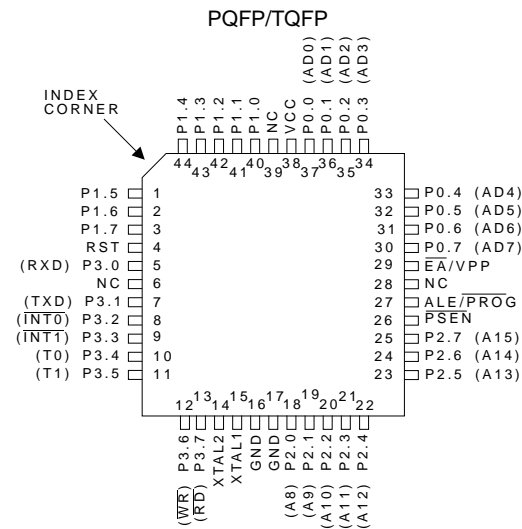 PQFP/TQFP
INDEX
CORNER
P1.4
P1.3
P1.2
P1.1
P1.0
NC
VCC
P0.0 (AD0)
P0.1 (AD1)
P0.2 (AD2)
P0.3 (AD3)
44
43
42
41
40
39
38
37
36
35
34
P1.5 1
P1.6 2
P1.7 3
RST 4
(RXD) P3.0 5
NC 6
(TXD) P3.1 7
(INT0) P3.2 8
(INT1) P3.3 9
(T0) P3.4 10
(T1) P3.5 11
33 P0.4 (AD4)
32 P0.5 (AD5)
31 P0.6 (AD6)
30 P0.7 (AD7)
29 EA/VPP
28 NC
27 ALE/PROG
26 PSEN
25 P2.7 (A15)
24 P2.6 (A14)
23 P2.5 (A13)
12
13
14
15
16
17
18
19
20
21
22
(WR) P3.6
(RD) P3.7
XTAL2
XTAL1
GND
GND
(A8) P2.0
(A9) P2.1
(A10) P2.2
(A11) P2.3
(A12) P2.4